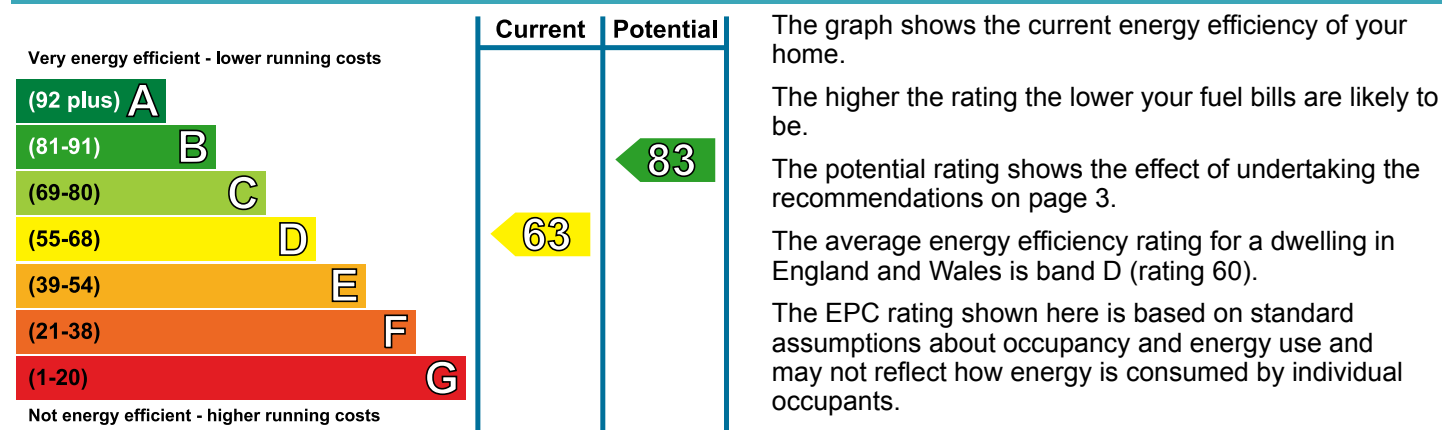 Current Potential
Very energy efficient - lower running costs
(92 plus) A
(81-91) B
(69-80) C
(55-68) D
(39-54) E
(21-38) F
(1-20) G
Not energy efficient - higher running costs
83
63
The graph shows the current energy efficiency of your
home.
The higher the rating the lower your fuel bills are likely to
be.
The potential rating shows the effect of undertaking the
recommendations on page 3.
The average energy efficiency rating for a dwelling in
England and Wales is band D (rating 60).
The EPC rating shown here is based on standard
assumptions about occupancy and energy use and
may not reflect how energy is consumed by individual
occupants.